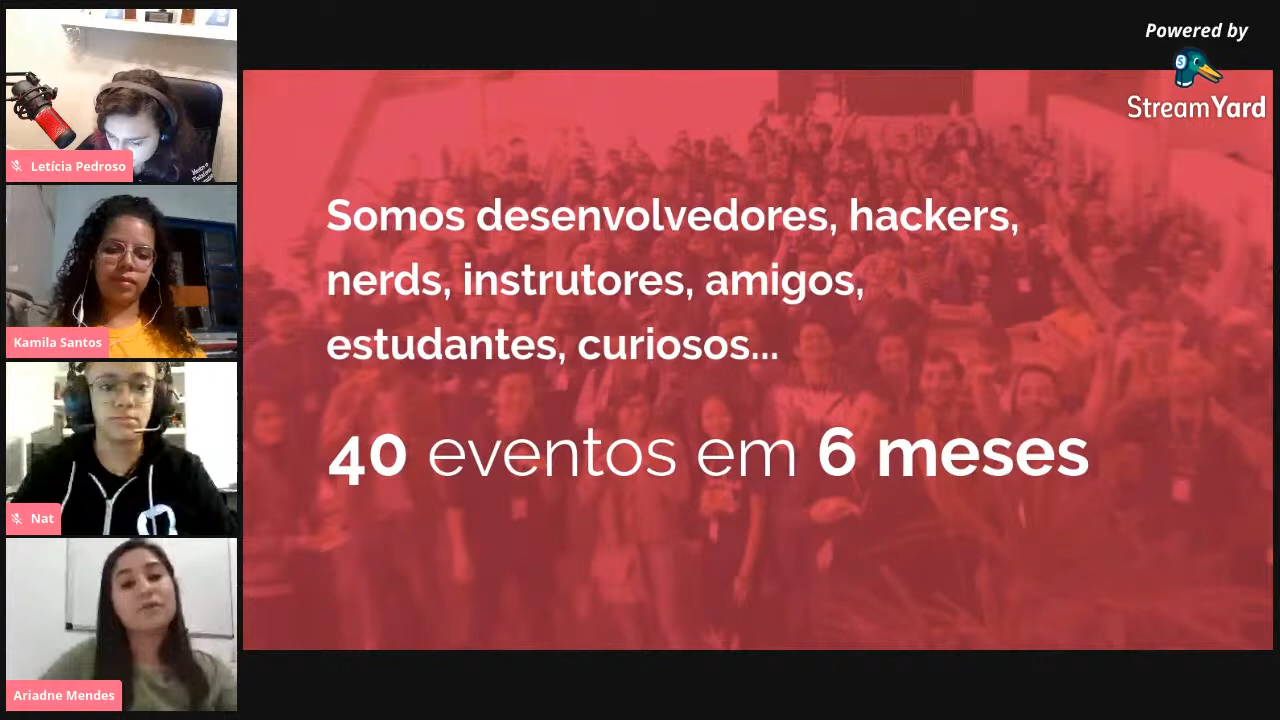 Powered by
StreamYard
Letícia Pedroso
Kamila Santos
Nat
Ariadne Mendes
Somos desenvolvedores, hackers,
nerds, instrutores, amigos,
estudantes, curiosos...
40 eventos em 6 meses